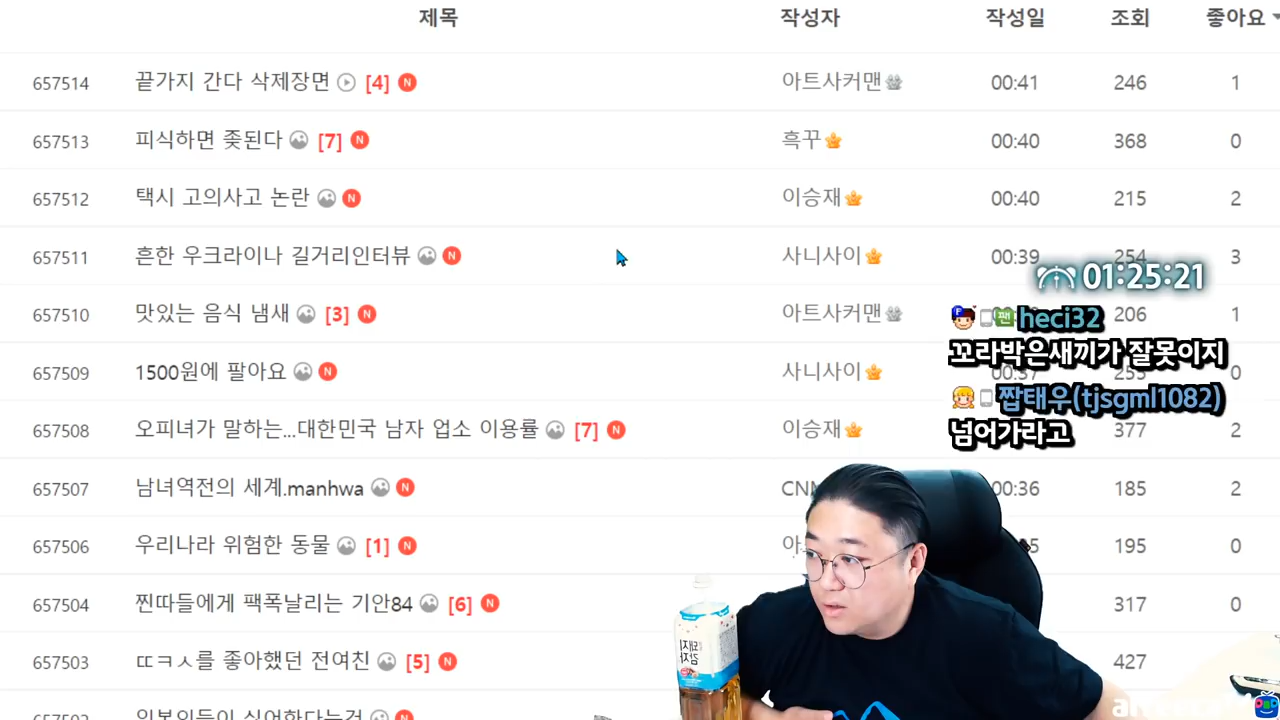 제목 작성자 작성일 조회 좋아요
657514 끝가지 간다 삭제장면 [4] N 아트사커맨 00:41 246 1
657513 피식하면 좆된다 [7] N 흑꾸 00:40 368 0
657512 택시 고의사고 논란 N 이승재 00:40 215 2
657511 흔한 우크라이나 길거리인터뷰 N 사니사이 00:39 254 3
01:25:21
657510 맛있는 음식 냄새 [3] N 아트사커맨 206 1
팬 heci32
꼬라박은새끼가 잘못이지
657509 1500원에 팔아요 N 사니사이 00:37 255 0
짭태우(tjsgml1082)
넘어가라고
657508 오피녀가 말하는...대한민국 남자 업소 이용률 [7] N 이승재 377 2
657507 남녀역전의 세계.manhwa N CN 00:36 185 2
657506 우리나라 위험한 동물 [1] N 195 0
657504 찐따들에게 팩폭날리는 기안84 [6] N 317 0
657503 ㄸㅋㅅ를 좋아했던 전여친 [5] N 427
돼지
감자